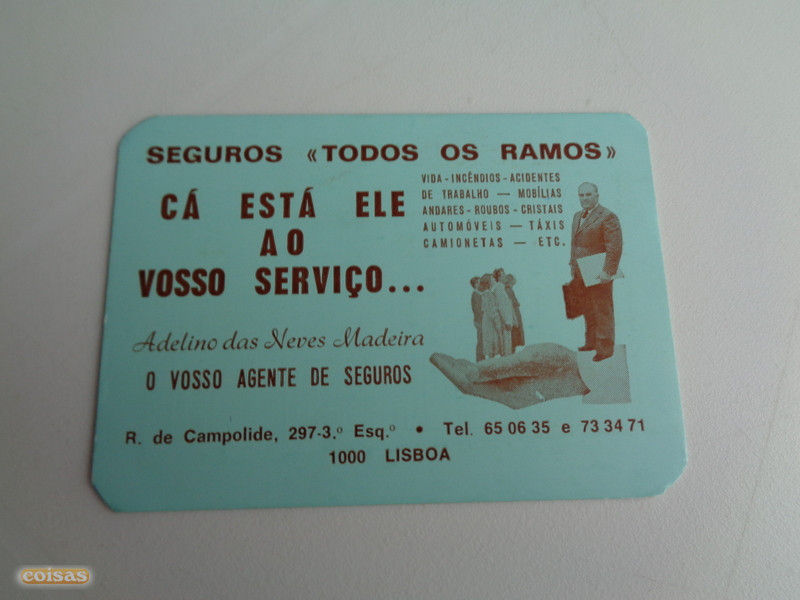 SEGUROS «TODOS OS RAMOS»
CÁ ESTÁ ELE
AO
VOSSO SERVIÇO...
VIDA - INCÊNDIOS - ACIDENTES
DE TRABALHO — MOBÍLIAS
ANDARES - ROUBOS - CRISTAIS
AUTOMÓVEIS — TÁXIS
CAMIONETAS — ETC.
Adelino das Neves Madeira
O VOSSO AGENTE DE SEGUROS
R. de Campolide, 297-3.º Esq.º • Tel. 65 06 35 e 73 34 71
1000 LISBOA
coisas